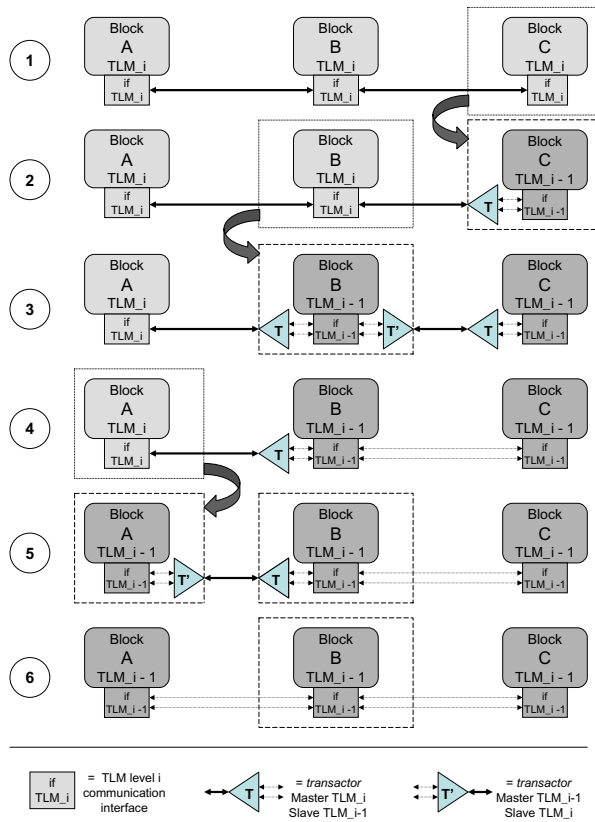 1
Block
A
TLM_i
if
TLM_i
Block
B
TLM_i
if
TLM_i
Block
C
TLM_i
if
TLM_i
2
Block
A
TLM_i
if
TLM_i
Block
B
TLM_i
if
TLM_i
T
Block
C
TLM_i - 1
if
TLM_i -1
3
Block
A
TLM_i
if
TLM_i
T
Block
B
TLM_i - 1
if
TLM_i -1
T'
T
Block
C
TLM_i - 1
if
TLM_i -1
4
Block
A
TLM_i
if
TLM_i
T
Block
B
TLM_i - 1
if
TLM_i -1
Block
C
TLM_i - 1
if
TLM_i -1
5
Block
A
TLM_i - 1
if
TLM_i -1
T'
T
Block
B
TLM_i - 1
if
TLM_i -1
Block
C
TLM_i - 1
if
TLM_i -1
6
Block
A
TLM_i - 1
if
TLM_i -1
Block
B
TLM_i - 1
if
TLM_i -1
Block
C
TLM_i - 1
if
TLM_i -1
if
TLM_i
= TLM level i
communication
interface
T
= transactor
Master TLM_i
Slave TLM_i-1
T'
= transactor
Master TLM_i-1
Slave TLM_i